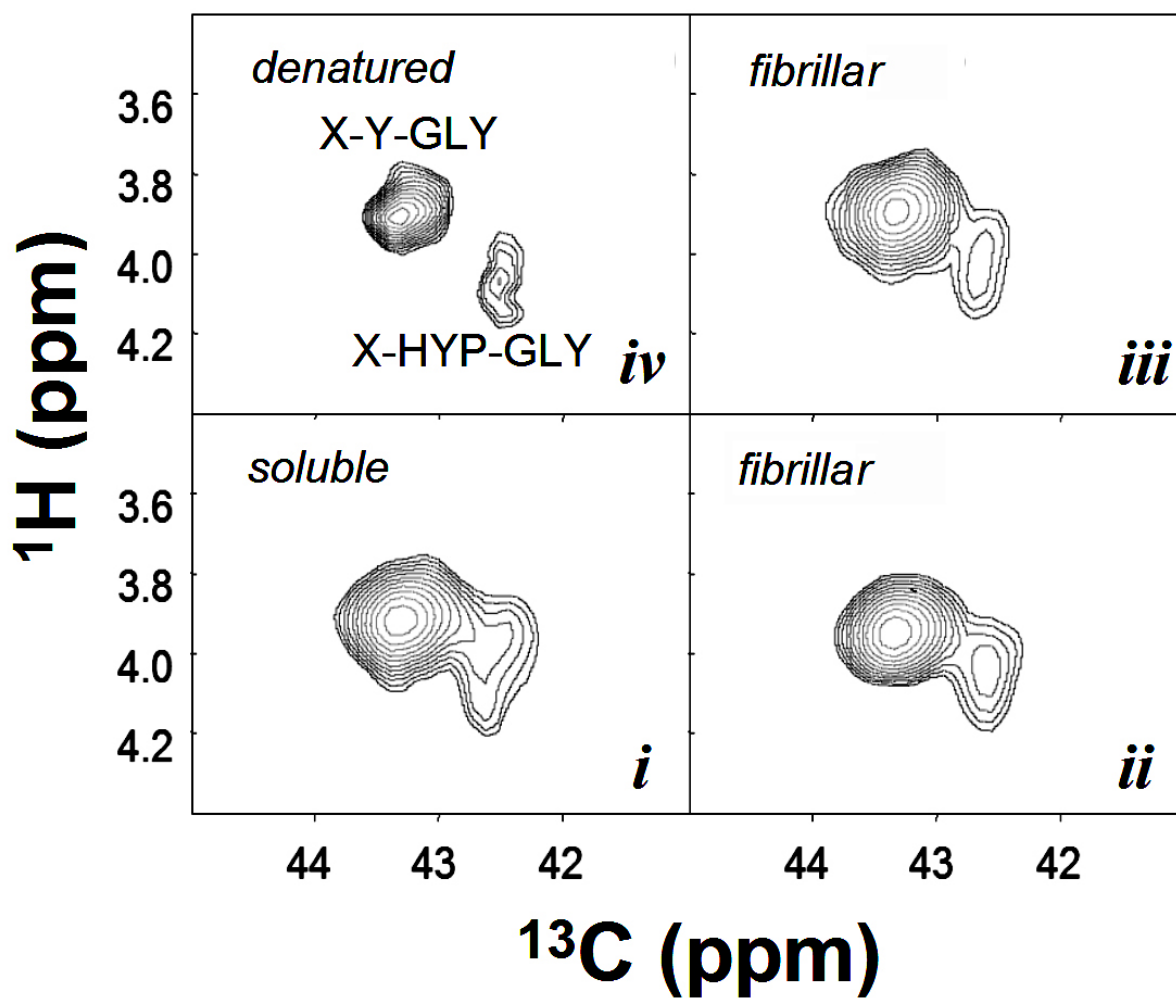 denatured
fibrillar
3.6
X-Y-GLY
3.8
4.0
4.2
X-HYP-GLY
iv
iii
¹H (ppm)
soluble
fibrillar
3.6
3.8
4.0
4.2
i
ii
44
43
42
44
43
42
¹³C (ppm)